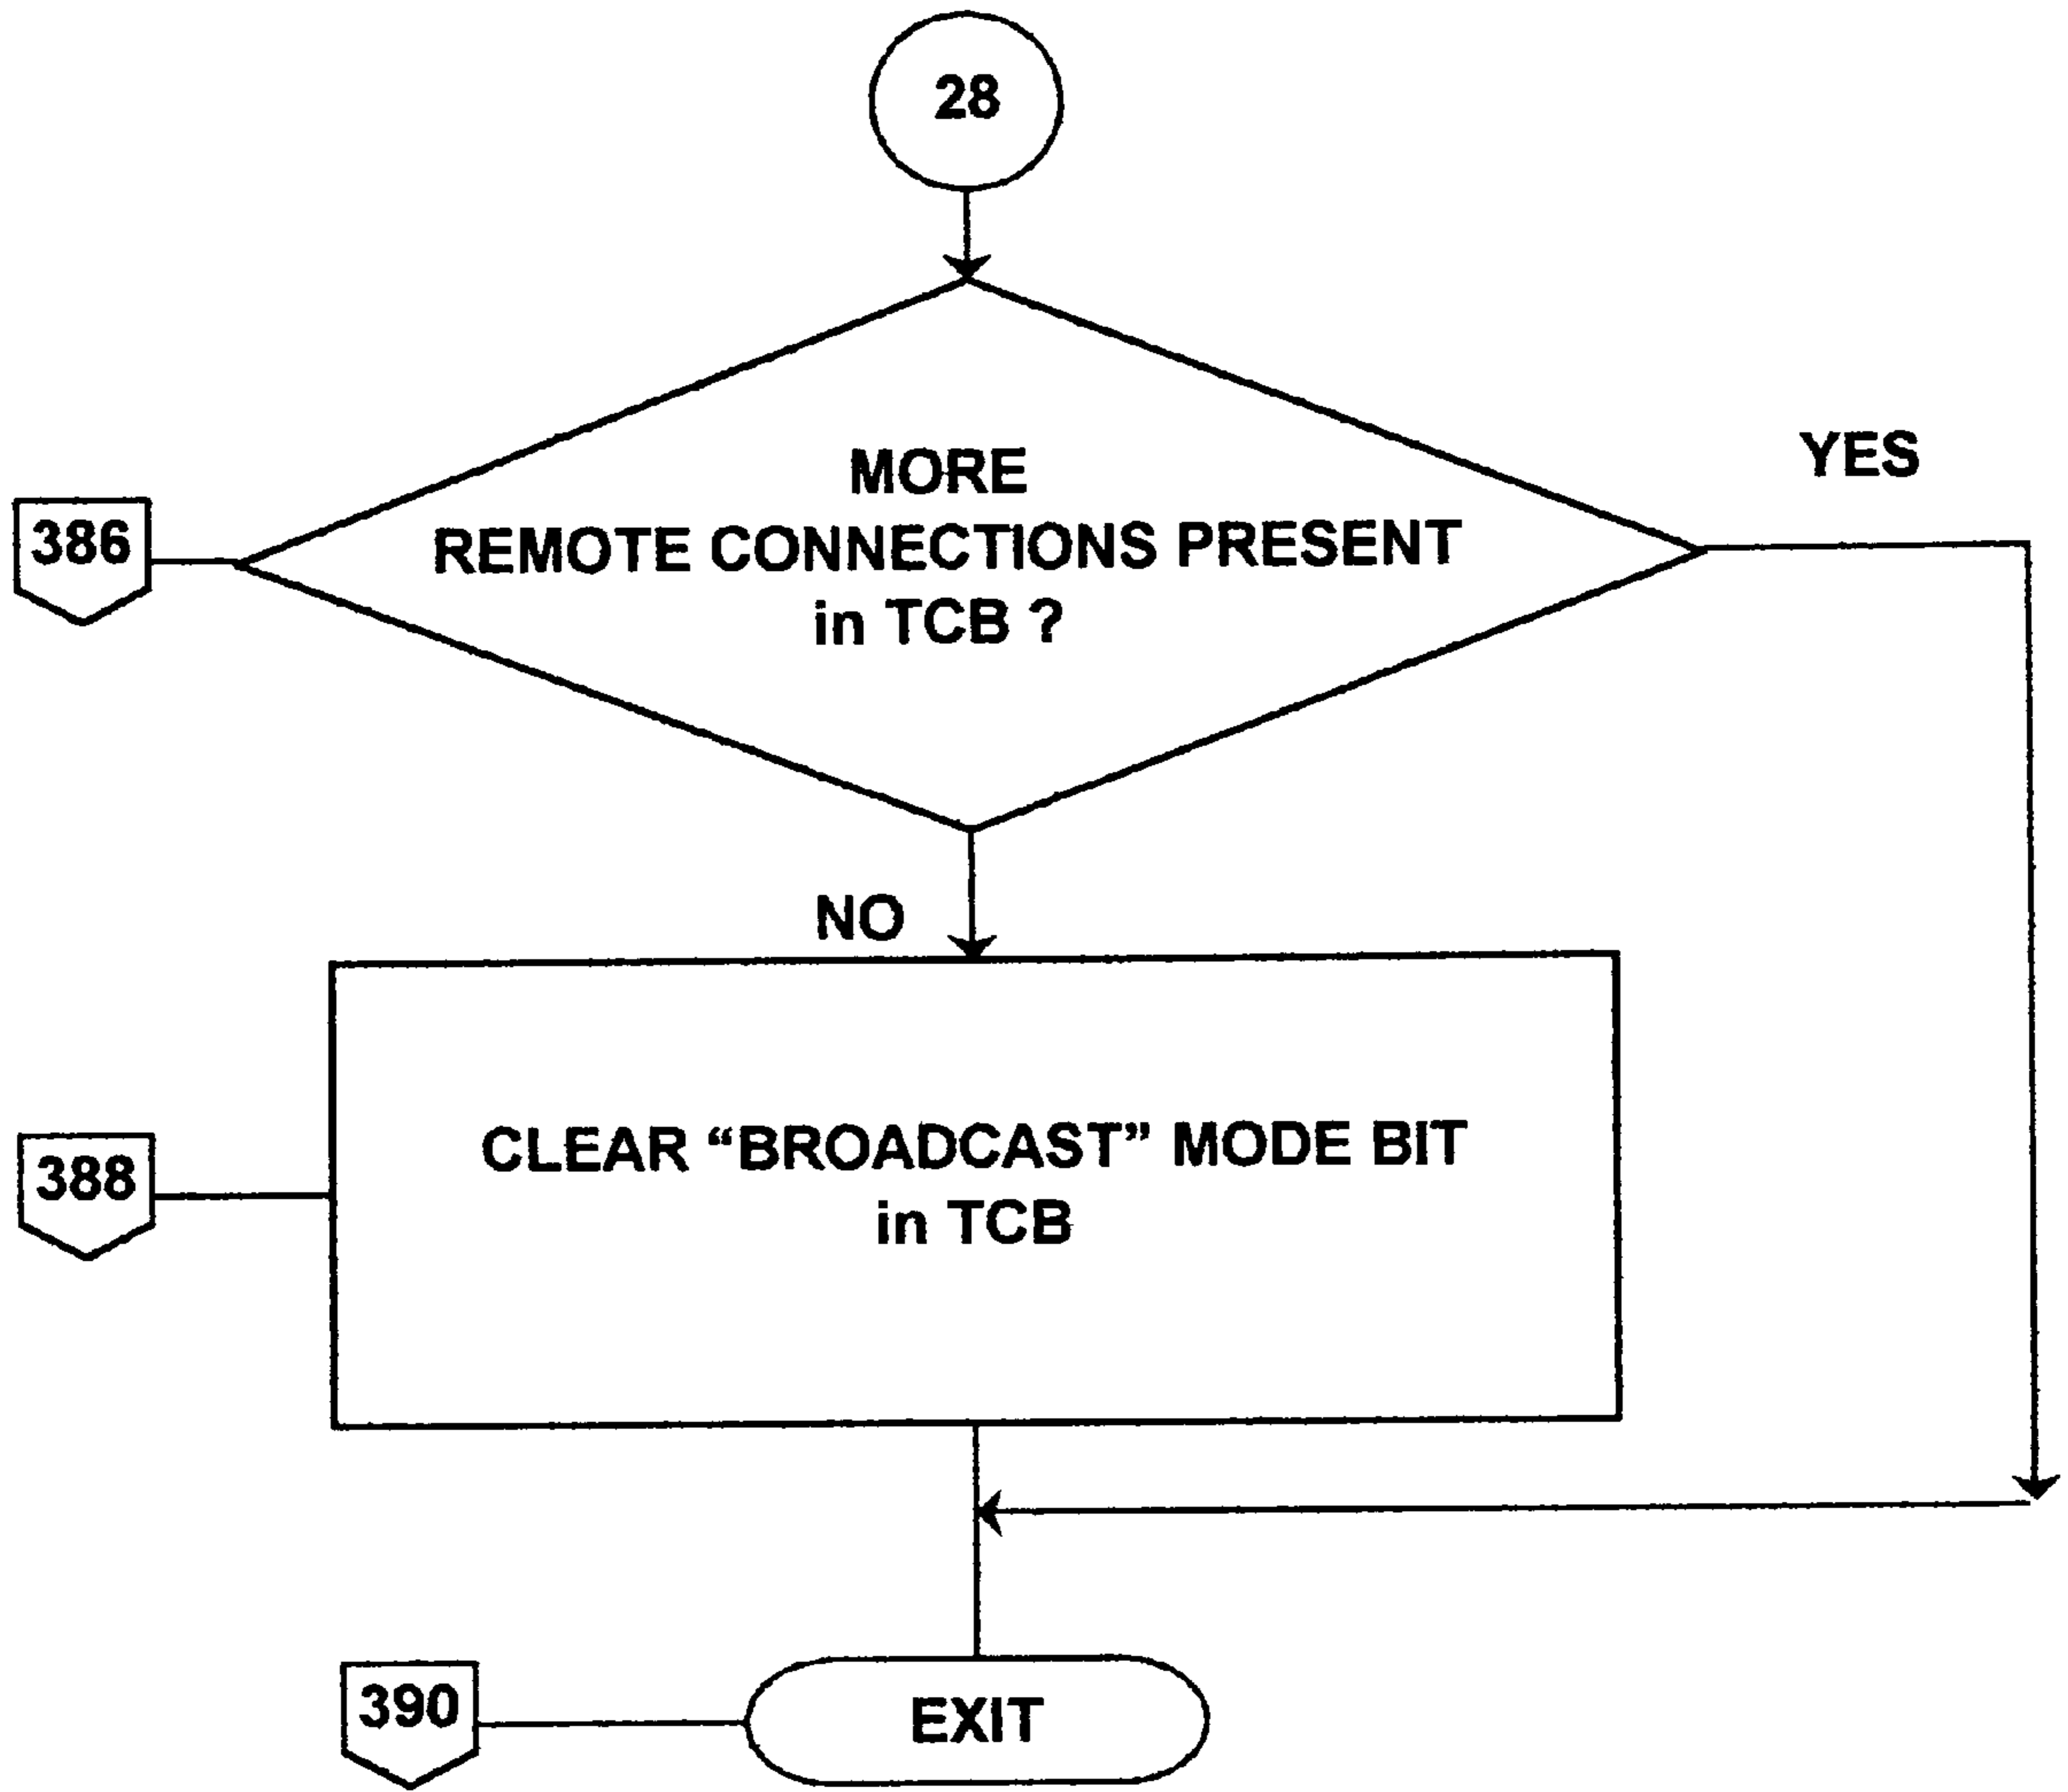 28
MORE
REMOTE CONNECTIONS PRESENT
in TCB ?
YES
386
NO
CLEAR “BROADCAST” MODE BIT
in TCB
388
390
EXIT